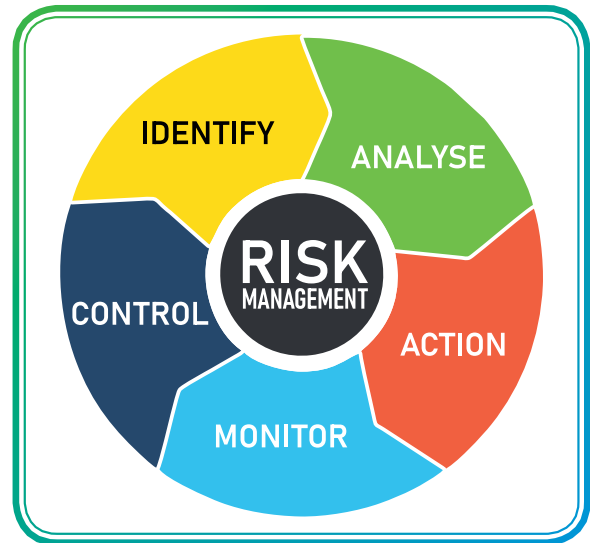 IDENTIFY
ANALYSE
RISK
MANAGEMENT
CONTROL
ACTION
MONITOR